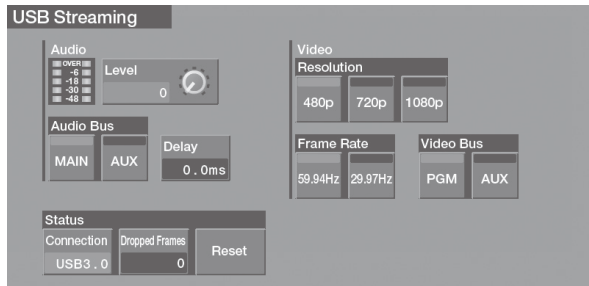 USB Streaming
Audio
OVER
-6
-18
-30
-48
Level
0
Audio Bus
MAIN
AUX
Delay
0.0ms
Video
Resolution
480p
720p
1080p
Frame Rate
59.94Hz
29.97Hz
Video Bus
PGM
AUX
Status
Connection
USB3.0
Dropped Frames
0
Reset